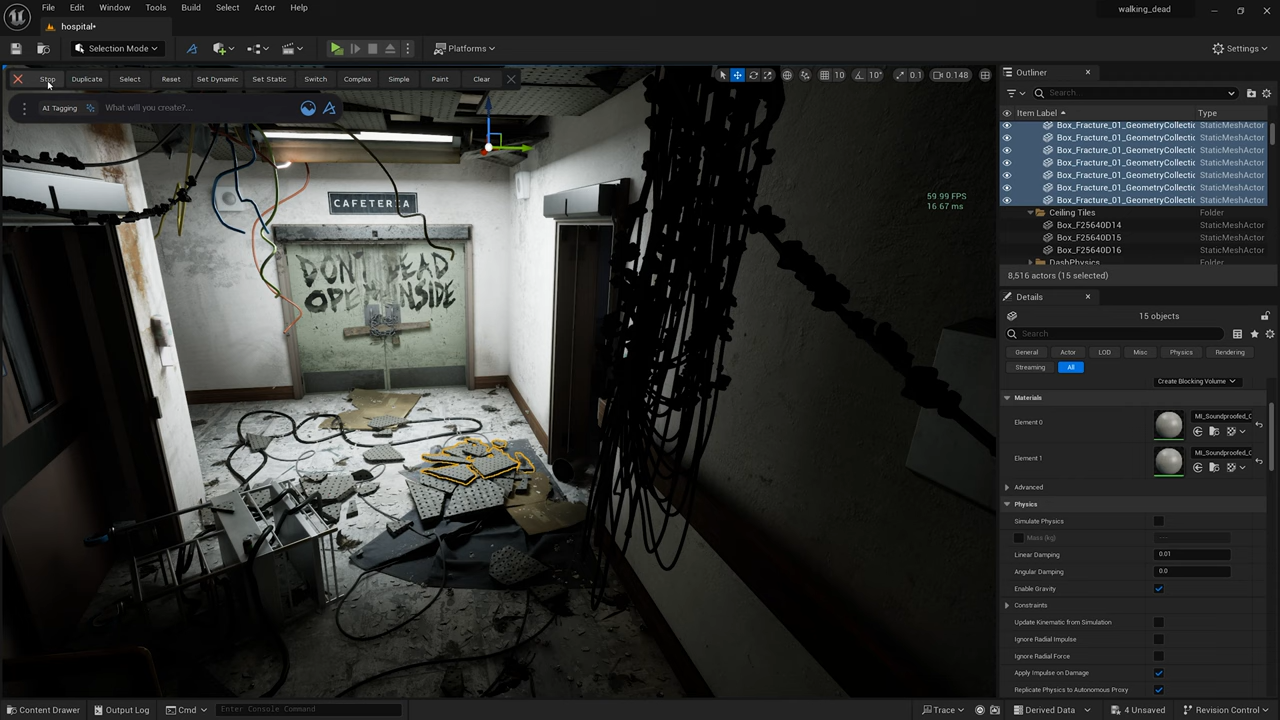 File Edit Window Tools Build Select Actor Help
walking_dead
hospital*
Selection Mode
Platforms
Settings
Stop Duplicate Select Reset Set Dynamic Set Static Switch Complex Simple Paint Clear
10 10° 0.1 0.148
AI Tagging What will you create?...
59.99 FPS
16.67 ms
CAFETERIA
DONT DEAD
OPEN INSIDE
Outliner
Search...
Item Label Type
Box_Fracture_01_GeometryCollectic StaticMeshActor
Box_Fracture_01_GeometryCollectic StaticMeshActor
Box_Fracture_01_GeometryCollectic StaticMeshActor
Box_Fracture_01_GeometryCollectic StaticMeshActor
Box_Fracture_01_GeometryCollectic StaticMeshActor
Box_Fracture_01_GeometryCollectic StaticMeshActor
Box_Fracture_01_GeometryCollectic StaticMeshActor
Ceiling Tiles Folder
Box_F25640D14 StaticMeshActor
Box_F25640D15 StaticMeshActor
Box_F25640D16 StaticMeshActor
DashPhysics Folder
8,516 actors (15 selected)
Details
15 objects
Search
General Actor LOD Misc Physics Rendering
Streaming All
Create Blocking Volume
Materials
Element 0 MI_Soundproofed_C
Element 1 MI_Soundproofed_C
Advanced
Physics
Simulate Physics
Mass (kg)
Linear Damping 0.01
Angular Damping 0.0
Enable Gravity
Constraints
Update Kinematic from Simulation
Ignore Radial Impulse
Ignore Radial Force
Apply Impulse on Damage
Replicate Physics to Autonomous Proxy
Content Drawer Output Log Cmd Enter Console Command Trace Derived Data 4 Unsaved Revision Control